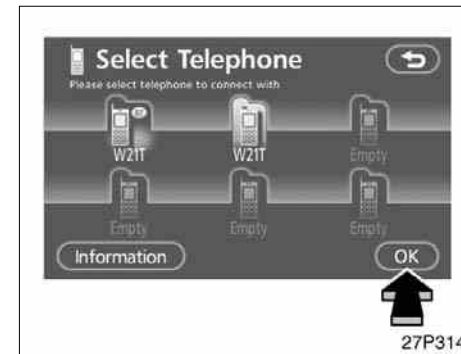 Select Telephone
Please select telephone to connect with
W21T W21T Empty
Empty Empty Empty
Information OK
27P314